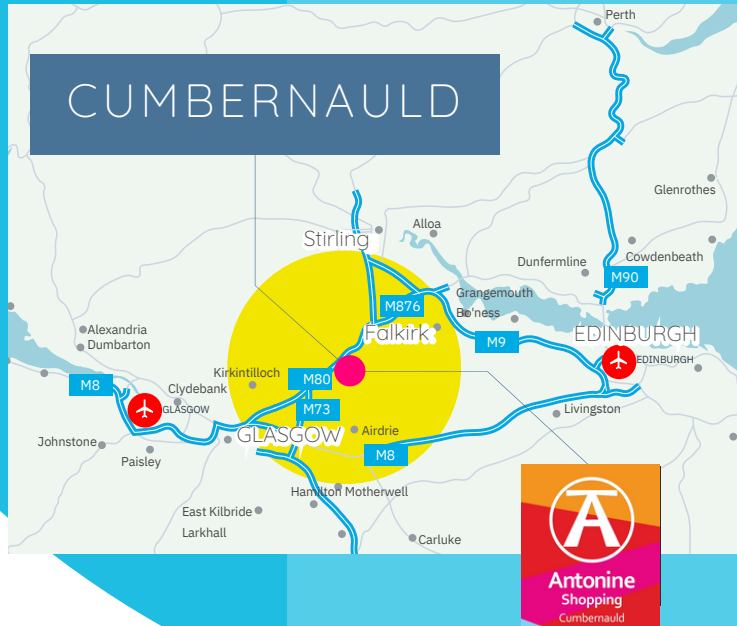 Perth
CUMBERNAULD
Glenrothes
Alloa
Stirling
Dunfermline
Cowdenbeath
M90
Grangemouth
M876
Bo'ness
Falkirk
EDINBURGH
M9
Alexandria
Dumbarton
EDINBURGH
Kirkintilloch
M80
M8
Clydebank
GLASGOW
M73
Livingston
Airdrie
GLASGOW
Johnstone
M8
Paisley
Hamilton Motherwell
East Kilbride
Larkhall
Carluke
A
Antonine
Shopping
Cumbernauld